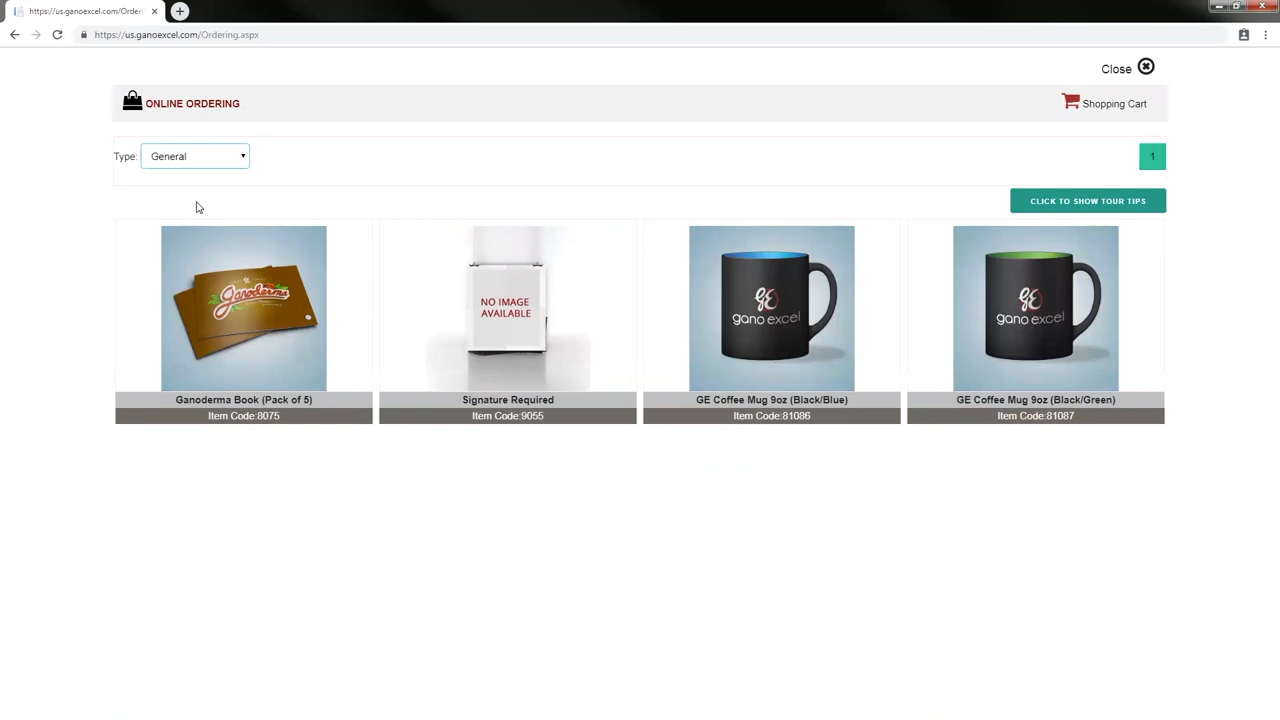 https://us.ganoexcel.com/Orderi
https://us.ganoexcel.com/Ordering.aspx
Close
ONLINE ORDERING
Shopping Cart
Type: General
1
CLICK TO SHOW TOUR TIPS
Ganoderma
NO IMAGE
AVAILABLE
GE
gano excel
GE
gano excel
Ganoderma Book (Pack of 5)
Signature Required
GE Coffee Mug 9oz (Black/Blue)
GE Coffee Mug 9oz (Black/Green)
Item Code:8075
Item Code:9055
Item Code:81086
Item Code:81087